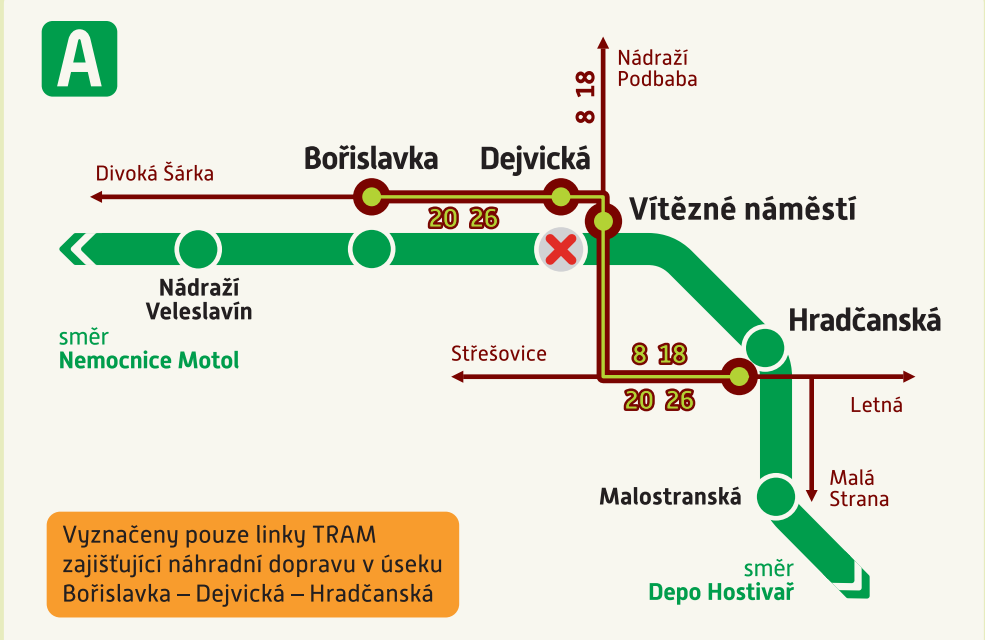 A
Nádraží
Podbaba
8 18
Bořislavka
Dejvická
Divoká Šárka
Vítězné náměstí
20 26
Nádraží
Veleslavín
Hradčanská
směr
Nemocnice Motol
Střešovice
8 18
20 26
Letná
Malostranská
Malá
Strana
Vyznačeny pouze linky TRAM
zajišťující náhradní dopravu v úseku
Bořislavka – Dejvická – Hradčanská
směr
Depo Hostivař